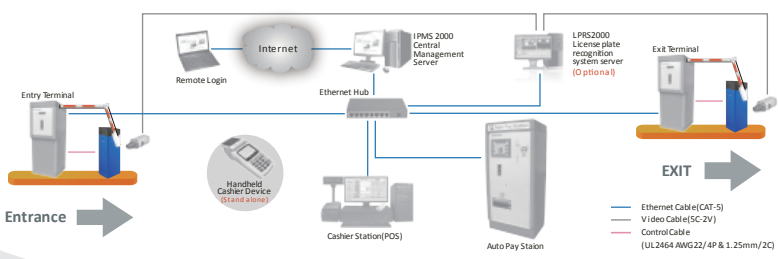 Internet
Remote Login
IPMS 2000
Central
Management
Server
LPRS2000
License plate
recognition
system server
(Optional)
Exit Terminal
Entry Terminal
Ethernet Hub
Handheld
Cashier Device
(Stand alone)
Cashier Station(POS)
Auto Pay Staion
EXIT
Entrance
Ethernet Cable(CAT-5)
Video Cable(5C-2V)
Control Cable
(UL2464 AWG22/4P & 1.25mm/2C)